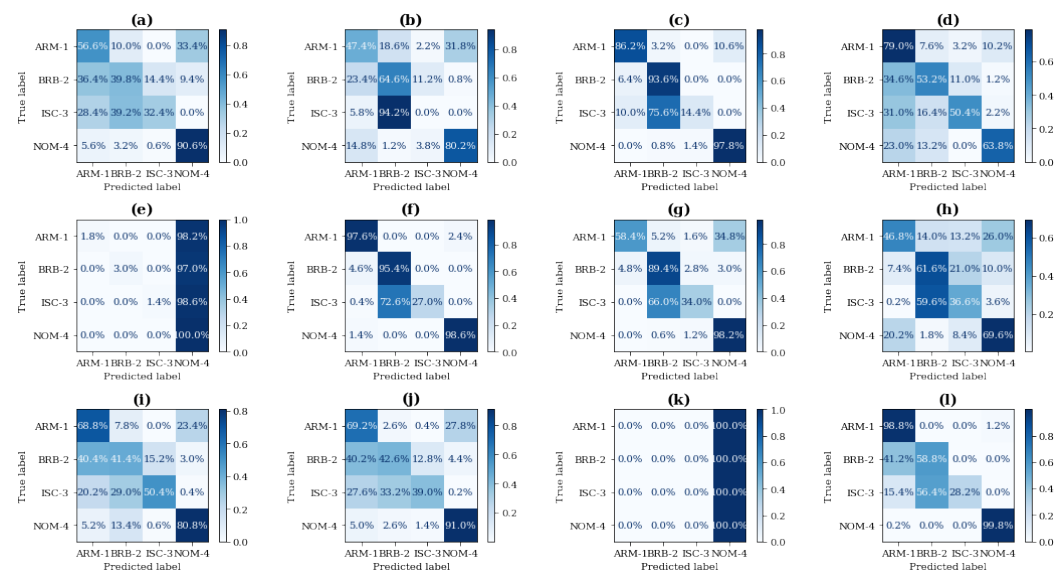 (a)
ARM-1 56.6% 10.0% 0.0% 33.4%
BRB-2 36.4% 39.8% 14.4% 9.4%
ISC-3 28.4% 39.2% 32.4% 0.0%
NOM-4 5.6% 3.2% 0.6% 90.6%
ARM-1 BRB-2 ISC-3 NOM-4
Predicted label
True label
0.8
0.6
0.4
0.2
0.0
(b)
ARM-1 47.4% 18.6% 2.2% 31.8%
BRB-2 23.4% 64.6% 11.2% 0.8%
ISC-3 5.8% 94.2% 0.0% 0.0%
NOM-4 14.8% 1.2% 3.8% 80.2%
ARM-1 BRB-2 ISC-3 NOM-4
Predicted label
True label
0.8
0.6
0.4
0.2
0.0
(c)
ARM-1 86.2% 3.2% 0.0% 10.6%
BRB-2 6.4% 93.6% 0.0% 0.0%
ISC-3 10.0% 75.6% 14.4% 0.0%
NOM-4 0.0% 0.8% 1.4% 97.8%
ARM-1 BRB-2 ISC-3 NOM-4
Predicted label
True label
0.8
0.6
0.4
0.2
0.0
(d)
ARM-1 79.0% 7.6% 3.2% 10.2%
BRB-2 34.6% 53.2% 11.0% 1.2%
ISC-3 31.0% 16.4% 50.4% 2.2%
NOM-4 23.0% 13.2% 0.0% 63.8%
ARM-1 BRB-2 ISC-3 NOM-4
Predicted label
True label
0.6
0.4
0.2
0.0
(e)
ARM-1 1.8% 0.0% 0.0% 98.2%
BRB-2 0.0% 3.0% 0.0% 97.0%
ISC-3 0.0% 0.0% 1.4% 98.6%
NOM-4 0.0% 0.0% 0.0% 100.0%
ARM-1 BRB-2 ISC-3 NOM-4
Predicted label
True label
1.0
0.8
0.6
0.4
0.2
0.0
(f)
ARM-1 97.6% 0.0% 0.0% 2.4%
BRB-2 4.6% 95.4% 0.0% 0.0%
ISC-3 0.4% 72.6% 27.0% 0.0%
NOM-4 1.4% 0.0% 0.0% 98.6%
ARM-1 BRB-2 ISC-3 NOM-4
Predicted label
True label
0.8
0.6
0.4
0.2
0.0
(g)
ARM-1 58.4% 5.2% 1.6% 34.8%
BRB-2 4.8% 89.4% 2.8% 3.0%
ISC-3 0.0% 66.0% 34.0% 0.0%
NOM-4 0.0% 0.6% 1.2% 98.2%
ARM-1 BRB-2 ISC-3 NOM-4
Predicted label
True label
0.8
0.6
0.4
0.2
0.0
(h)
ARM-1 46.8% 14.0% 13.2% 26.0%
BRB-2 7.4% 61.6% 21.0% 10.0%
ISC-3 0.2% 59.6% 36.6% 3.6%
NOM-4 20.2% 1.8% 8.4% 69.6%
ARM-1 BRB-2 ISC-3 NOM-4
Predicted label
True label
0.6
0.4
0.2
(i)
ARM-1 68.8% 7.8% 0.0% 23.4%
BRB-2 40.4% 41.4% 15.2% 3.0%
ISC-3 20.2% 29.0% 50.4% 0.4%
NOM-4 5.2% 13.4% 0.6% 80.8%
ARM-1 BRB-2 ISC-3 NOM-4
Predicted label
True label
0.8
0.6
0.4
0.2
0.0
(j)
ARM-1 69.2% 2.6% 0.4% 27.8%
BRB-2 40.2% 42.6% 12.8% 4.4%
ISC-3 27.6% 33.2% 39.0% 0.2%
NOM-4 5.0% 2.6% 1.4% 91.0%
ARM-1 BRB-2 ISC-3 NOM-4
Predicted label
True label
0.8
0.6
0.4
0.2
(k)
ARM-1 0.0% 0.0% 0.0% 100.0%
BRB-2 0.0% 0.0% 0.0% 100.0%
ISC-3 0.0% 0.0% 0.0% 100.0%
NOM-4 0.0% 0.0% 0.0% 100.0%
ARM-1 BRB-2 ISC-3 NOM-4
Predicted label
True label
1.0
0.8
0.6
0.4
0.2
0.0
(l)
ARM-1 98.8% 0.0% 0.0% 1.2%
BRB-2 41.2% 58.8% 0.0% 0.0%
ISC-3 15.4% 56.4% 28.2% 0.0%
NOM-4 0.2% 0.0% 0.0% 99.8%
ARM-1 BRB-2 ISC-3 NOM-4
Predicted label
True label
0.8
0.6
0.4
0.2
0.0